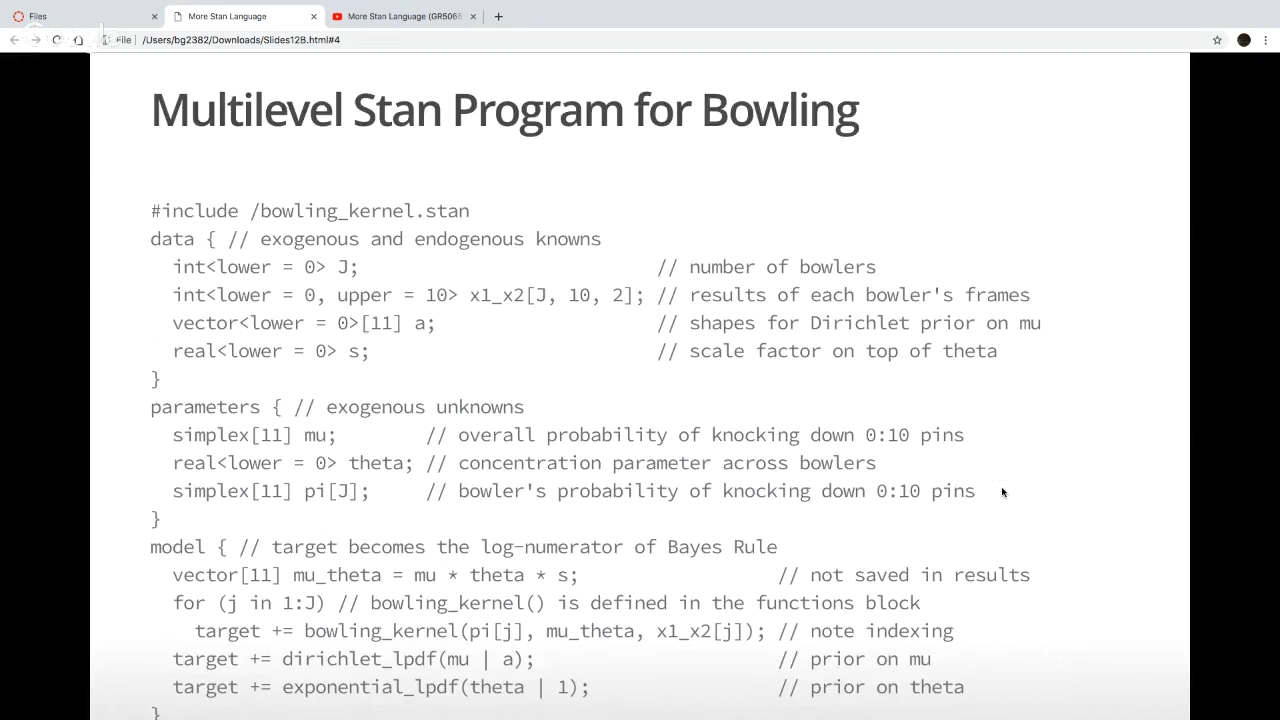 Files
More Stan Language
More Stan Language (GR5065
File
/Users/bg2382/Downloads/Slides12B.html#4
Multilevel Stan Program for Bowling
#include /bowling_kernel.stan
data { // exogenous and endogenous knowns
int<lower = 0> J; // number of bowlers
int<lower = 0, upper = 10> x1_x2[J, 10, 2]; // results of each bowler's frames
vector<lower = 0>[11] a; // shapes for Dirichlet prior on mu
real<lower = 0> s; // scale factor on top of theta
}
parameters { // exogenous unknowns
simplex[11] mu; // overall probability of knocking down 0:10 pins
real<lower = 0> theta; // concentration parameter across bowlers
simplex[11] pi[J]; // bowler's probability of knocking down 0:10 pins
}
model { // target becomes the log-numerator of Bayes Rule
vector[11] mu_theta = mu * theta * s; // not saved in results
for (j in 1:J) // bowling_kernel() is defined in the functions block
target += bowling_kernel(pi[j], mu_theta, x1_x2[j]); // note indexing
target += dirichlet_lpdf(mu | a); // prior on mu
target += exponential_lpdf(theta | 1); // prior on theta
}